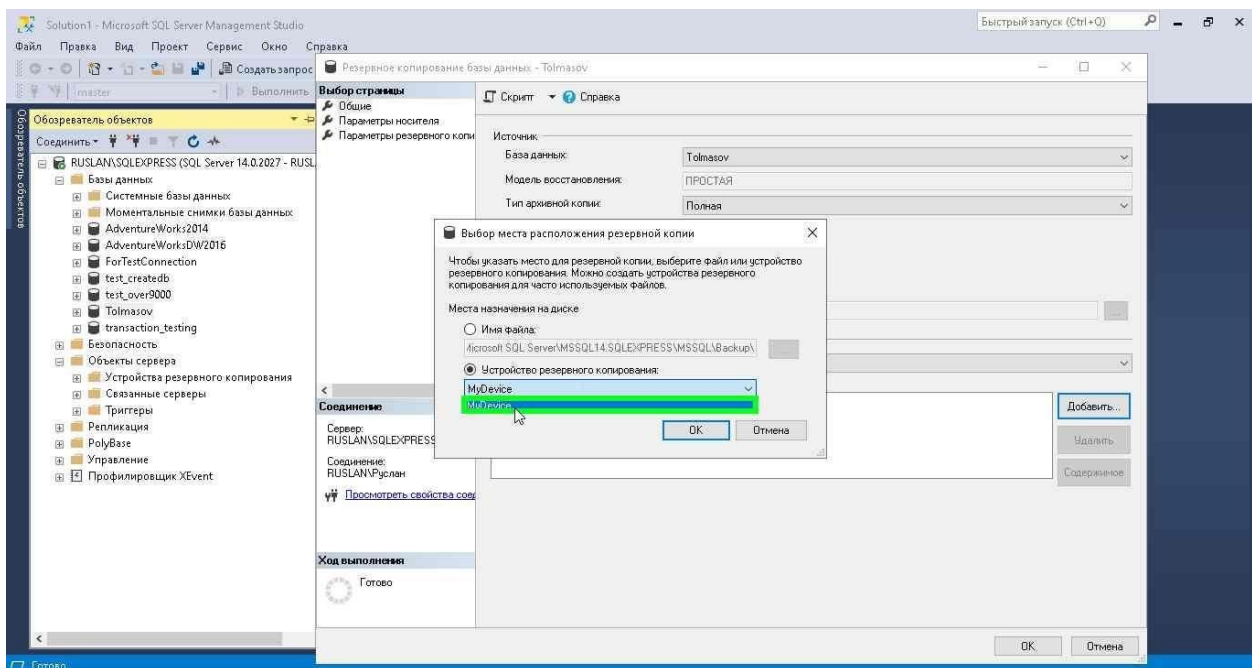 Solution1 - Microsoft SQL Server Management Studio
Быстрый запуск (Ctrl+Q)
Файл Правка Вид Проект Сервис Окно Справка
Создать запрос
master
Выполнить
Обозреватель объектов
Обозреватель объектов
Соединить
RUSLAN\SQLEXPRESS (SQL Server 14.0.2027 - RUSL
Базы данных
Системные базы данных
Моментальные снимки базы данных
AdventureWorks2014
AdventureWorksDW2016
ForTestConnection
test_createdb
test_over9000
Tolmasov
transaction_testing
Безопасность
Объекты сервера
Устройства резервного копирования
Связанные серверы
Триггеры
Репликация
PolyBase
Управление
Профилировщик XEvent
Резервное копирование базы данных - Tolmasov
Выбор страницы
Общие
Параметры носителя
Параметры резервного копи
Скрипт
Справка
Источник
База данных:
Tolmasov
Модель восстановления:
ПРОСТАЯ
Тип архивной копии:
Полная
Выбор места расположения резервной копии
Чтобы указать место для резервной копии, выберите файл или устройство
резервного копирования. Можно создать устройства резервного
копирования для часто используемых файлов.
Места назначения на диске
Имя файла:
Microsoft SQL Server\MSSQL14.SQLEXPRESS\MSSQL\Backup\
...
Устройство резервного копирования:
MyDevice
MyDevice
OK
Отмена
...
Добавить...
Удалить
Содержимое
Соединение
Сервер:
RUSLAN\SQLEXPRESS
Соединение:
RUSLAN\Руслан
Просмотреть свойства соед
Ход выполнения
Готово
OK
Отмена
Готово